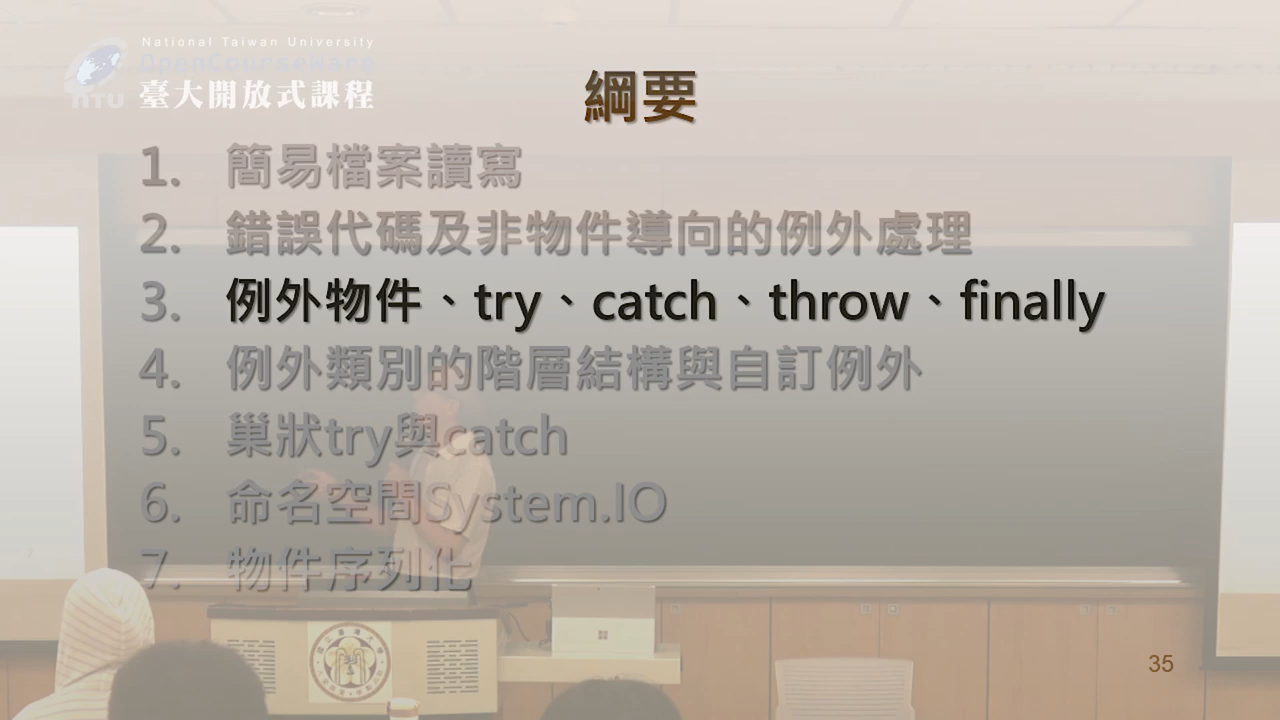 National Taiwan University
OpenCourseware
臺大開放式課程
NTU
綱要
1. 簡易檔案讀寫
2. 錯誤代碼及非物件導向的例外處理
3. 例外物件、try、catch、throw、finally
4. 例外類別的階層結構與自訂例外
5. 巢狀try與catch
6. 命名空間System.IO
7. 物件序列化
35